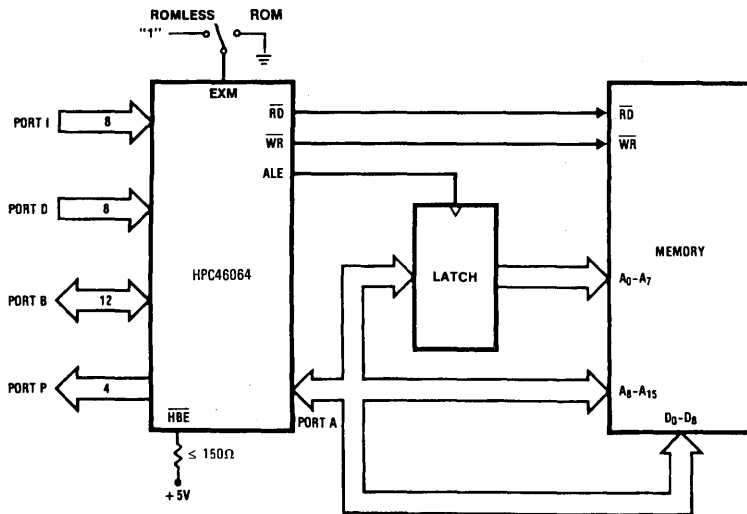 ROMLESS ROM
"1"
EXM
PORT I 8
RD RD
WR WR
ALE
PORT D 8
LATCH
MEMORY
HPC46064
A0-A7
PORT B 12
PORT P 4
A8-A15
HBE
PORT A
D0-D8
≤ 150Ω
+5V